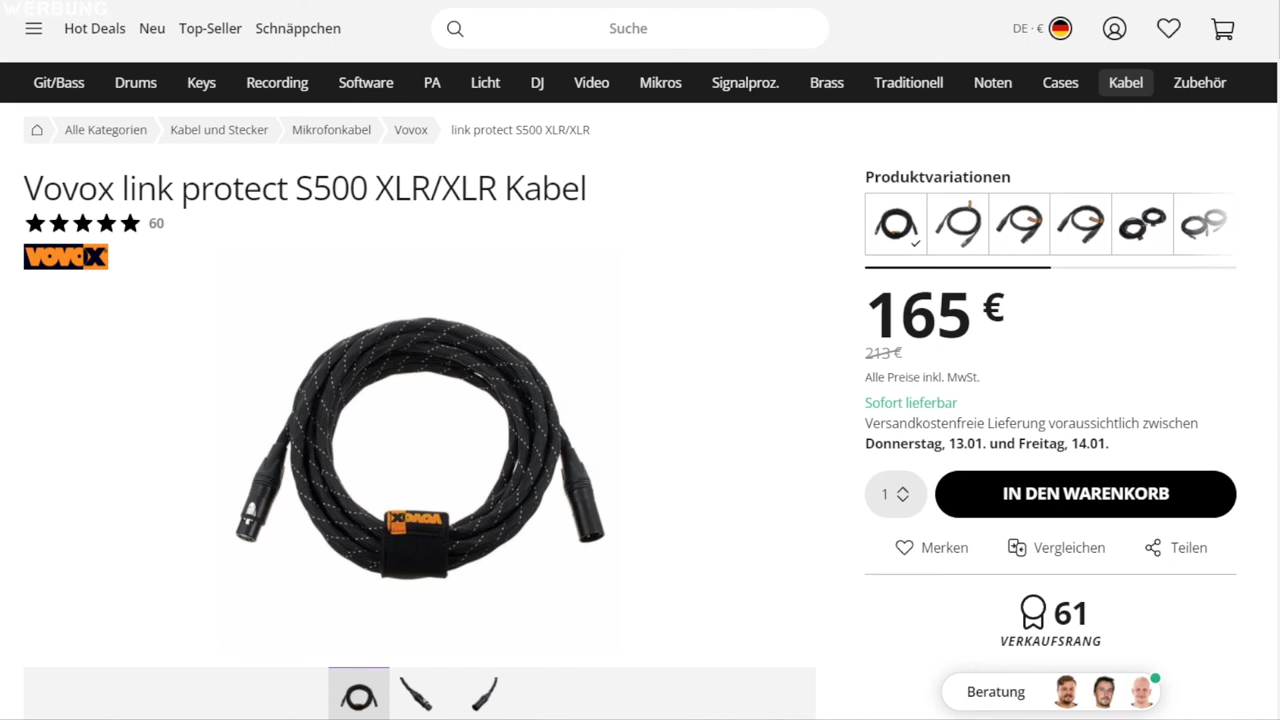 WERBUNG
Hot Deals Neu Top-Seller Schnäppchen
Suche
DE · €
Git/Bass Drums Keys Recording Software PA Licht DJ Video Mikros Signalproz. Brass Traditionell Noten Cases Kabel Zubehör
Alle Kategorien Kabel und Stecker Mikrofonkabel Vovox link protect S500 XLR/XLR
Vovox link protect S500 XLR/XLR Kabel
60
VOVOX
VOVOX
Produktvariationen
165 €
213 €
Alle Preise inkl. MwSt.
Sofort lieferbar
Versandkostenfreie Lieferung voraussichtlich zwischen
Donnerstag, 13.01. und Freitag, 14.01.
1
IN DEN WARENKORB
Merken Vergleichen Teilen
61
VERKAUFSRANG
Beratung